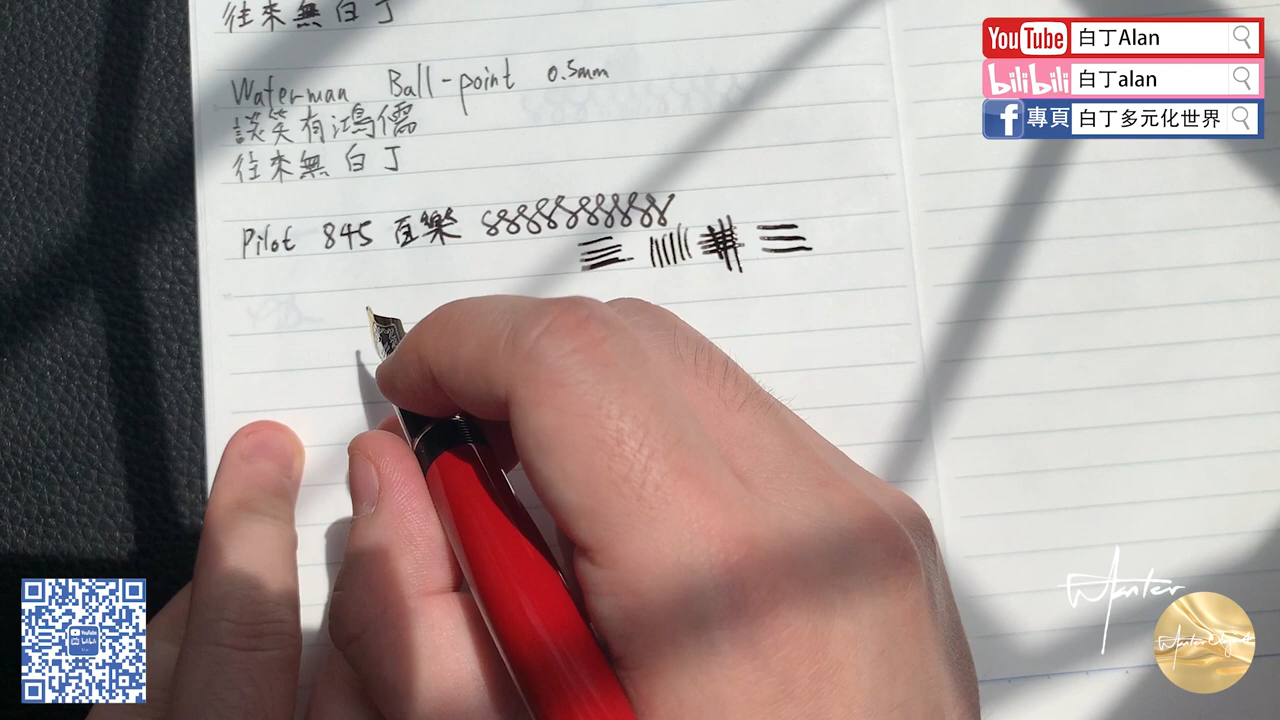 往來無白丁
Waterman Ball-point 0.5mm
談笑有鴻儒
往來無白丁
Pilot 845 百樂
YouTube 白丁Alan
bilibili 白丁alan
f 專頁 白丁多元化世界